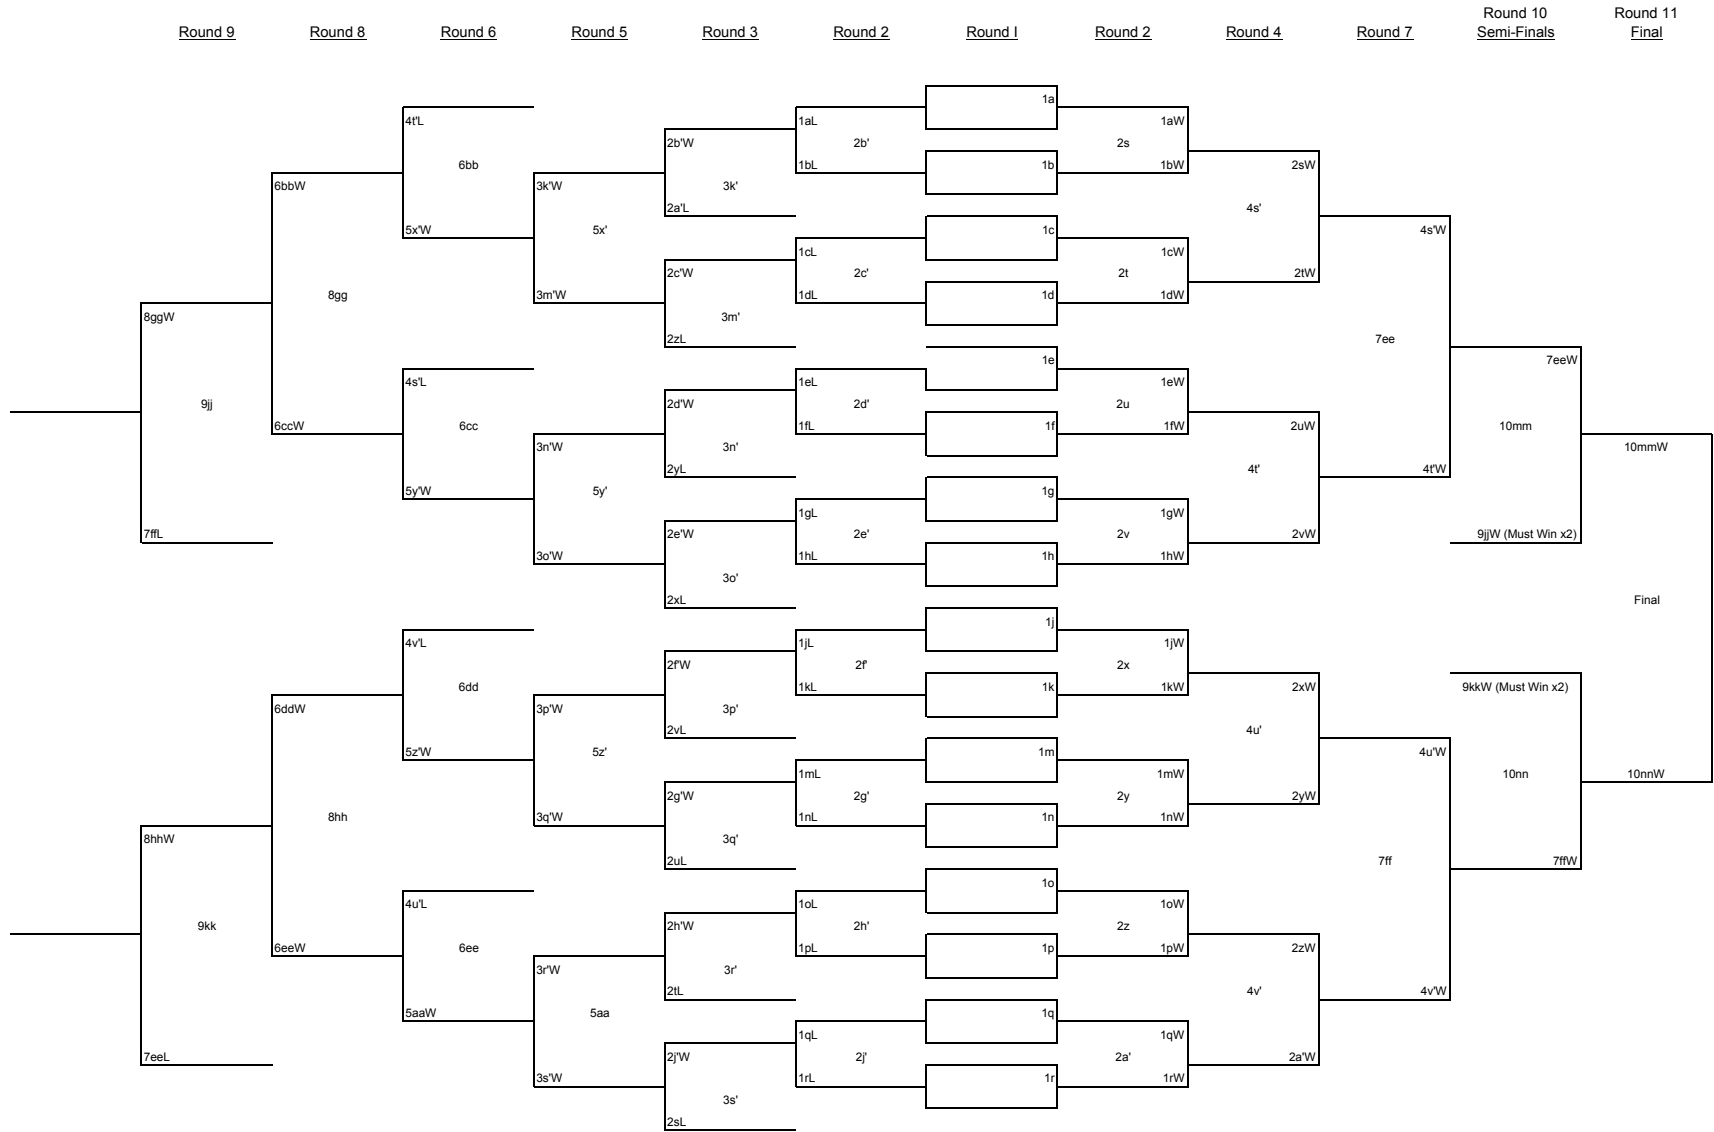 Round 10 Round 11
Round 9 Round 8 Round 6 Round 5 Round 3 Round 2 Round I Round 2 Round 4 Round 7 Semi-Finals Final
1a
4t'L 1aL 1aW
2b'W 2b' 2s
6bb 1bL 1b 1bW 2sW
6bbW 3k'W 3k'
2a'L 4s'
5x'W 5x' 1c 4s'W
1cL 1cW
2c'W 2c' 2t 2tW
8gg 3m'W 1dL 1d 1dW
8ggW 3m'
2zL 7ee
1e 7eeW
4s'L 1eL 1eW
9jj 2d'W 2d' 2u
6ccW 6cc 1fL 1f 1fW 2uW 10mm
3n'W 3n' 10mmW
2yL 4t' 4t'W
5y'W 5y' 1g
1gL 1gW
7ffL 2e'W 2e' 2v 2vW 9jjW (Must Win x2)
3o'W 1hL 1h 1hW
3o'
2xL Final
1j
4v'L 1jL 1jW
2f'W 2f' 2x
6dd 1kL 1k 1kW 2xW 9kkW (Must Win x2)
6ddW 3p'W 3p'
2vL 4u'
5z'W 5z' 1m 4u'W
1mL 1mW 10nn 10nnW
2g'W 2g' 2y 2yW
8hh 3q'W 1nL 1n 1nW
8hhW 3q'
2uL 7ff 7ffW
1o
4u'L 1oL 1oW
9kk 2h'W 2h' 2z
6eeW 6ee 1pL 1p 1pW 2zW
3r'W 3r'
2tL 4v' 4v'W
5aaW 5aa 1q
1qL 1qW
7eeL 2j'W 2j' 2a' 2a'W
3s'W 1rL 1r 1rW
3s'
2sL